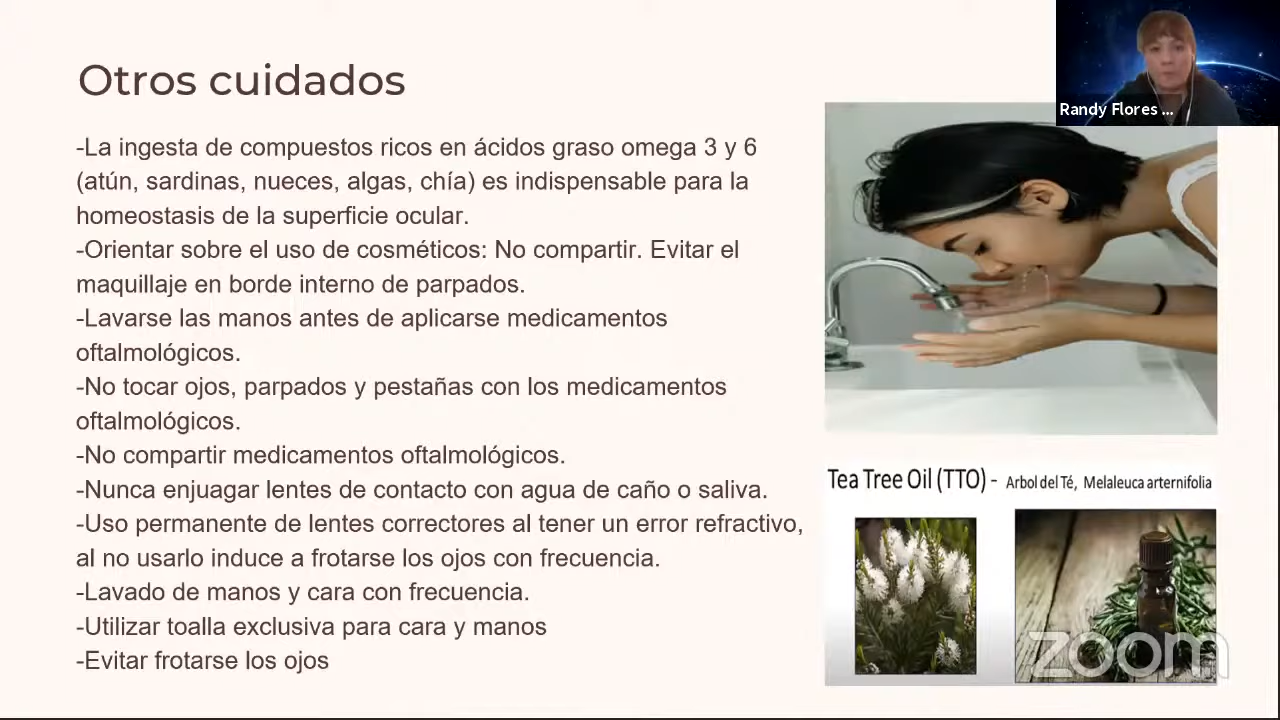 Otros cuidados
-La ingesta de compuestos ricos en ácidos graso omega 3 y 6
(atún, sardinas, nueces, algas, chía) es indispensable para la
homeostasis de la superficie ocular.
-Orientar sobre el uso de cosméticos: No compartir. Evitar el
maquillaje en borde interno de parpados.
-Lavarse las manos antes de aplicarse medicamentos
oftalmológicos.
-No tocar ojos, parpados y pestañas con los medicamentos
oftalmológicos.
-No compartir medicamentos oftalmológicos.
-Nunca enjuagar lentes de contacto con agua de caño o saliva.
-Uso permanente de lentes correctores al tener un error refractivo,
al no usarlo induce a frotarse los ojos con frecuencia.
-Lavado de manos y cara con frecuencia.
-Utilizar toalla exclusiva para cara y manos
-Evitar frotarse los ojos
Randy Flores ...
Tea Tree Oil (TTO) - Arbol del Té, Melaleuca arternifolia
zoom